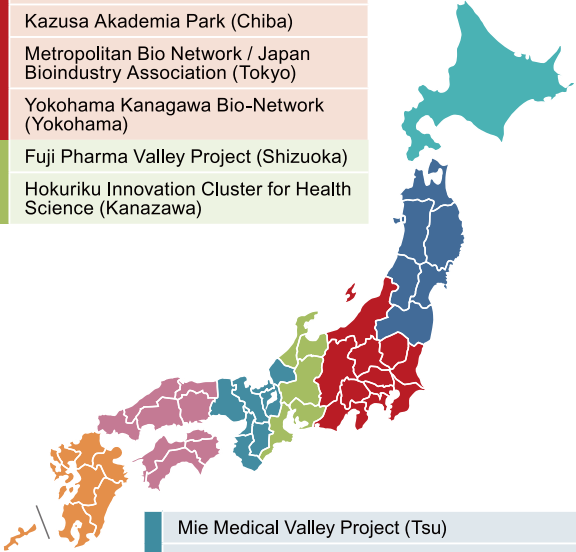 Kazusa Akademia Park (Chiba)
Metropolitan Bio Network / Japan
Bioindustry Association (Tokyo)
Yokohama Kanagawa Bio-Network
(Yokohama)
Fuji Pharma Valley Project (Shizuoka)
Hokuriku Innovation Cluster for Health
Science (Kanazawa)
Mie Medical Valley Project (Tsu)